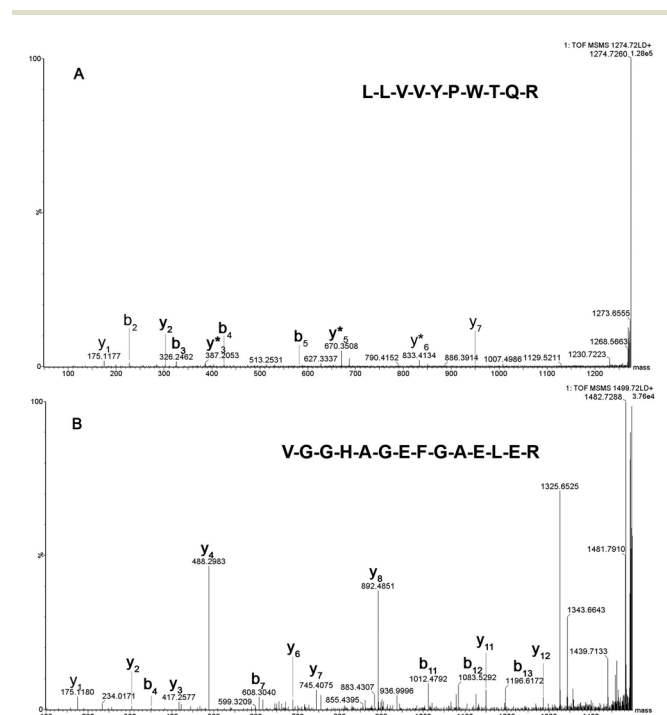 1: TOF MSMS 1274.72LD+
1274.7260 1.28e5
100
A
L-L-V-V-Y-P-W-T-Q-R
%
1273.6555
b2
y2
y*3
b4
b5
y*5
y7
y1
b3
y*6
175.1177
326.2462
387.2053
513.2531
627.3337
670.3508
790.4152
833.4134
886.3914
1007.4986
1129.5211
1230.7223
1268.5663
0
100 200 300 400 500 600 700 800 900 1000 1100 1200 mass
1: TOF MSMS 1499.72LD+
1482.7288 3.76e4
100
B
V-G-G-H-A-G-E-F-G-A-E-L-E-R
1325.6525
y4
488.2983
%
1481.7910
y8
892.4851
1343.6643
y6
y11
y12
1439.7133
y1
y2
b4
y3
b7
y7
b11
b12
b13
175.1180
234.0171
417.2577
599.3209
608.3040
745.4075
855.4395
883.4307
936.9996
1012.4792
1083.5292
1196.6172
0
mass